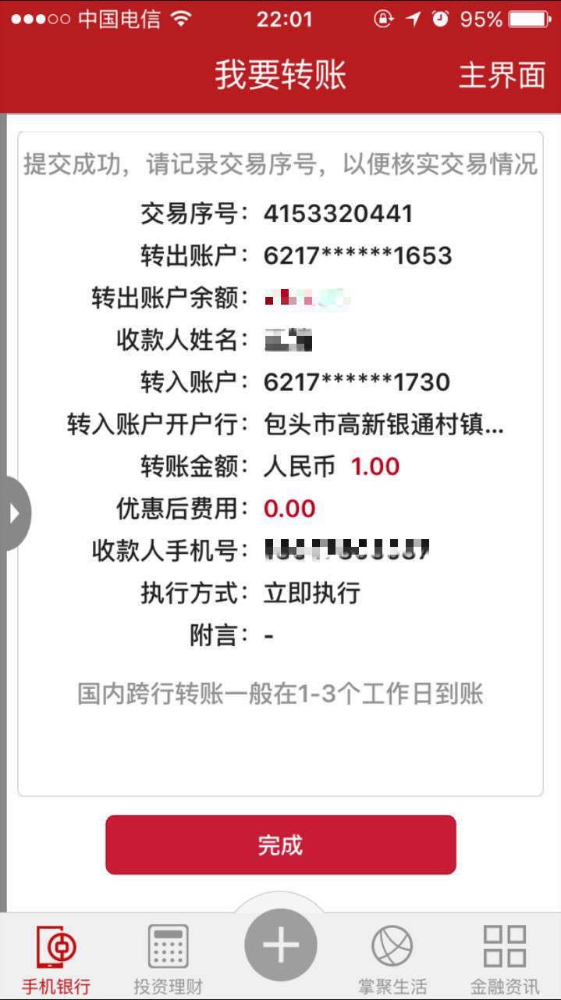 中国电信 22:01 95%
我要转账 主界面
提交成功，请记录交易序号，以便核实交易情况
交易序号： 4153320441
转出账户： 6217******1653
转出账户余额：
收款人姓名：
转入账户： 6217******1730
转入账户开户行： 包头市高新银通村镇...
转账金额： 人民币 1.00
优惠后费用： 0.00
收款人手机号：
执行方式： 立即执行
附言： -
国内跨行转账一般在1-3个工作日到账
完成
手机银行 投资理财 掌聚生活 金融资讯